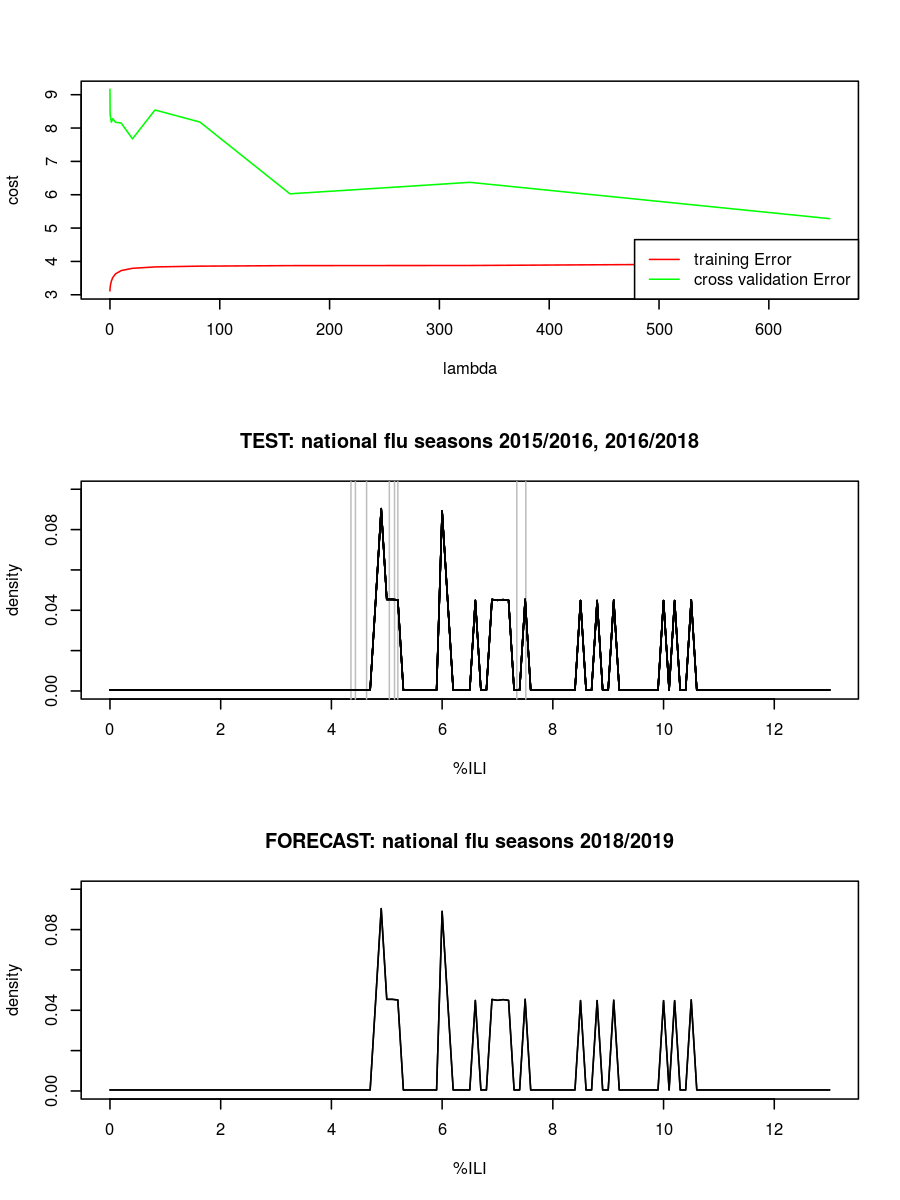 cost
9
8
7
6
5
4
3
training Error
cross validation Error
0 100 200 300 400 500 600
lambda
TEST: national flu seasons 2015/2016, 2016/2018
density
0.08
0.04
0.00
0 2 4 6 8 10 12
%ILI
FORECAST: national flu seasons 2018/2019
density
0.08
0.04
0.00
0 2 4 6 8 10 12
%ILI